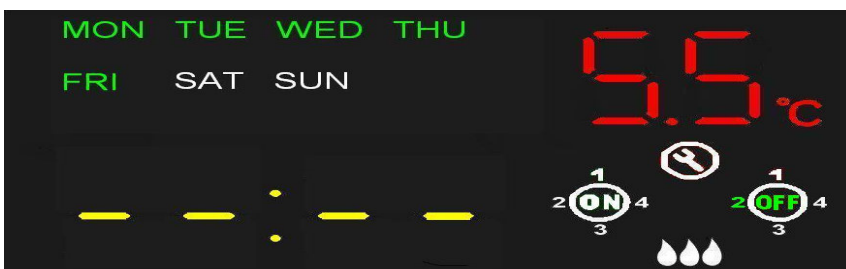 MON TUE WED THU
FRI SAT SUN
5.5 °C
-- : --
1 2 ON 4 3
1 2 OFF 4 3